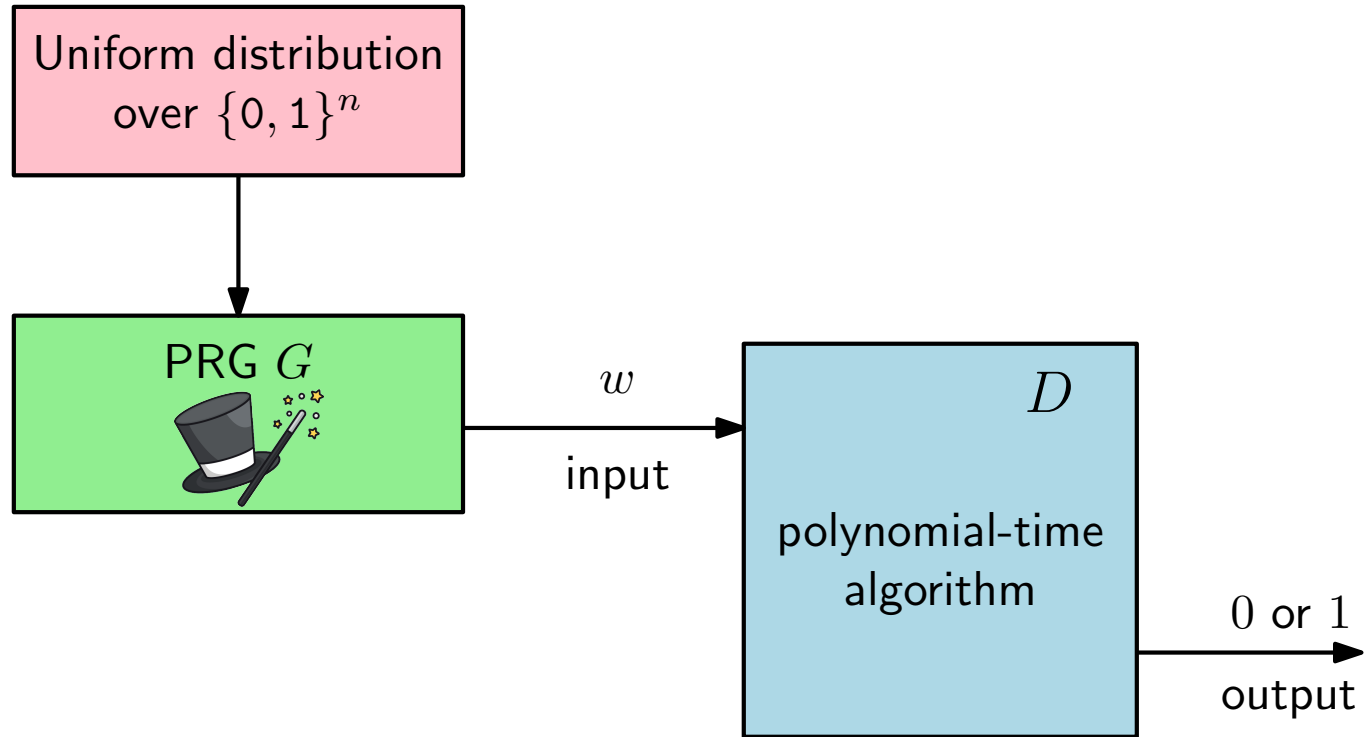 Uniform distribution
over {0, 1}^n
PRG G
w
input
D
polynomial-time
algorithm
0 or 1
output